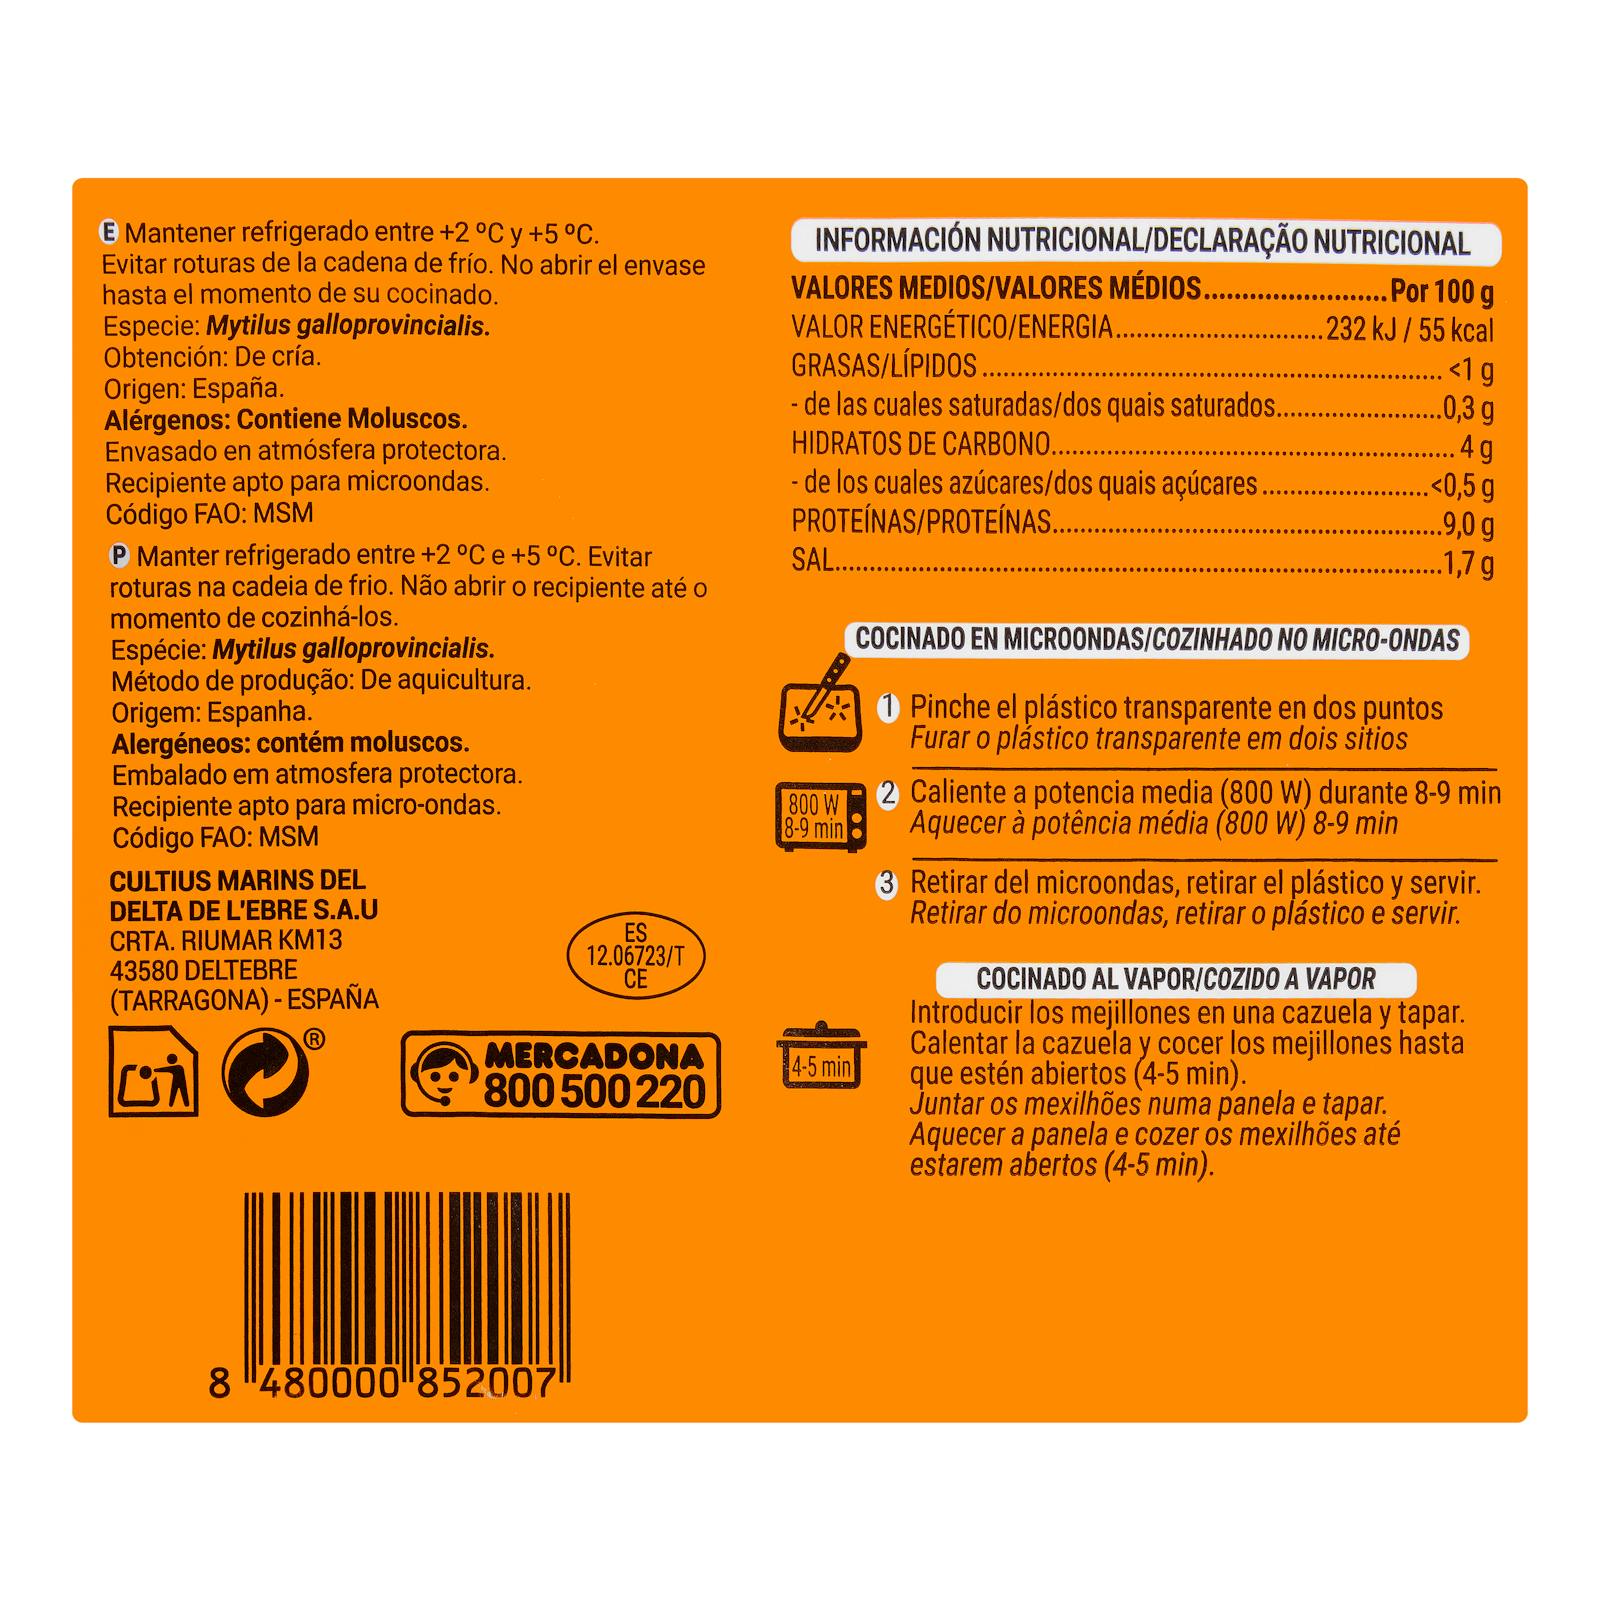 E Mantener refrigerado entre +2 ºC y +5 ºC.
Evitar roturas de la cadena de frío. No abrir el envase
hasta el momento de su cocinado.
Especie: Mytilus galloprovincialis.
Obtención: De cría.
Origen: España.
Alérgenos: Contiene Moluscos.
Envasado en atmósfera protectora.
Recipiente apto para microondas.
Código FAO: MSM
P Manter refrigerado entre +2 ºC e +5 ºC. Evitar
roturas na cadeia de frio. Não abrir o recipiente até o
momento de cozinhá-los.
Espécie: Mytilus galloprovincialis.
Método de produção: De aquicultura.
Origem: Espanha.
Alergéneos: contém moluscos.
Embalado em atmosfera protectora.
Recipiente apto para micro-ondas.
Código FAO: MSM
CULTIUS MARINS DEL
DELTA DE L'EBRE S.A.U
CRTA. RIUMAR KM13
43580 DELTEBRE
(TARRAGONA) - ESPAÑA
ES
12.06723/T
CE
®
MERCADONA
800 500 220
8 480000 852007
INFORMACIÓN NUTRICIONAL/DECLARAÇÃO NUTRICIONAL
VALORES MEDIOS/VALORES MÉDIOS........................Por 100 g
VALOR ENERGÉTICO/ENERGIA...........................232 kJ / 55 kcal
GRASAS/LÍPIDOS ............................................................ <1 g
- de las cuales saturadas/dos quais saturados......................0,3 g
HIDRATOS DE CARBONO..................................................... 4 g
- de los cuales azúcares/dos quais açúcares ......................<0,5 g
PROTEÍNAS/PROTEÍNAS...................................................9,0 g
SAL................................................................................1,7 g
COCINADO EN MICROONDAS/COZINHADO NO MICRO-ONDAS
1 Pinche el plástico transparente en dos puntos
Furar o plástico transparente em dois sitios
800 W
8-9 min
2 Caliente a potencia media (800 W) durante 8-9 min
Aquecer à potência média (800 W) 8-9 min
3 Retirar del microondas, retirar el plástico y servir.
Retirar do microondas, retirar o plástico e servir.
COCINADO AL VAPOR/COZIDO A VAPOR
4-5 min
Introducir los mejillones en una cazuela y tapar.
Calentar la cazuela y cocer los mejillones hasta
que estén abiertos (4-5 min).
Juntar os mexilhões numa panela e tapar.
Aquecer a panela e cozer os mexilhões até
estarem abertos (4-5 min).